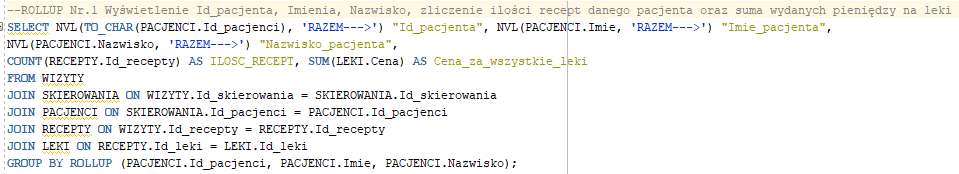 --ROLLUP Nr.1 Wyświetlenie Id_pacjenta, Imienia, Nazwisko, zliczenie ilości recept danego pacjenta oraz suma wydanych pieniędzy na leki
SELECT NVL(TO_CHAR(PACJENCI.Id_pacjenci), 'RAZEM--->') "Id_pacjenta", NVL(PACJENCI.Imie, 'RAZEM--->') "Imie_pacjenta",
NVL(PACJENCI.Nazwisko, 'RAZEM--->') "Nazwisko_pacjenta",
COUNT(RECEPTY.Id_recepty) AS ILOSC_RECEPT, SUM(LEKI.Cena) AS Cena_za_wszystkie_leki
FROM WIZYTY
JOIN SKIEROWANIA ON WIZYTY.Id_skierowania = SKIEROWANIA.Id_skierowania
JOIN PACJENCI ON SKIEROWANIA.Id_pacjenci = PACJENCI.Id_pacjenci
JOIN RECEPTY ON WIZYTY.Id_recepty = RECEPTY.Id_recepty
JOIN LEKI ON RECEPTY.Id_leki = LEKI.Id_leki
GROUP BY ROLLUP (PACJENCI.Id_pacjenci, PACJENCI.Imie, PACJENCI.Nazwisko);